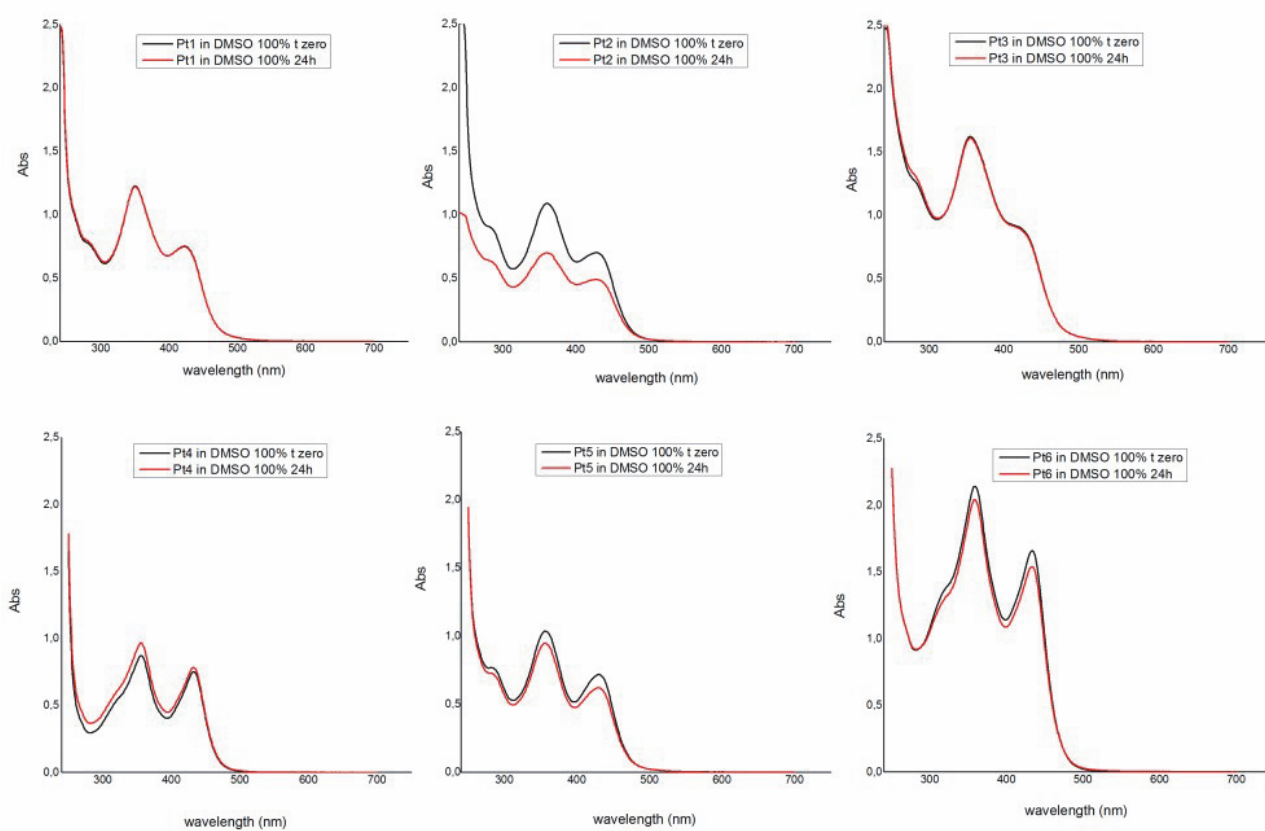 2,5
2,0
1,5
1,0
0,5
0,0
Abs
Pt1 in DMSO 100% t zero
Pt1 in DMSO 100% 24h
300 400 500 600 700
wavelength (nm)
2,5
2,0
1,5
1,0
0,5
0,0
Abs
Pt2 in DMSO 100% t zero
Pt2 in DMSO 100% 24h
300 400 500 600 700
wavelength (nm)
2,5
2,0
1,5
1,0
0,5
0,0
Abs
Pt3 in DMSO 100% t zero
Pt3 in DMSO 100% 24h
300 400 500 600 700
wavelength (nm)
2,5
2,0
1,5
1,0
0,5
0,0
Abs
Pt4 in DMSO 100% t zero
Pt4 in DMSO 100% 24h
300 400 500 600 700
wavelength (nm)
2,5
2,0
1,5
1,0
0,5
0,0
Abs
Pt5 in DMSO 100% t zero
Pt5 in DMSO 100% 24h
300 400 500 600 700
wavelength (nm)
2,5
2,0
1,5
1,0
0,5
0,0
Abs
Pt6 in DMSO 100% t zero
Pt6 in DMSO 100% 24h
300 400 500 600 700
wavelength (nm)